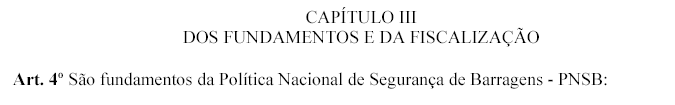 CAPÍTULO III
DOS FUNDAMENTOS E DA FISCALIZAÇÃO
Art. 4º São fundamentos da Política Nacional de Segurança de Barragens - PNSB: